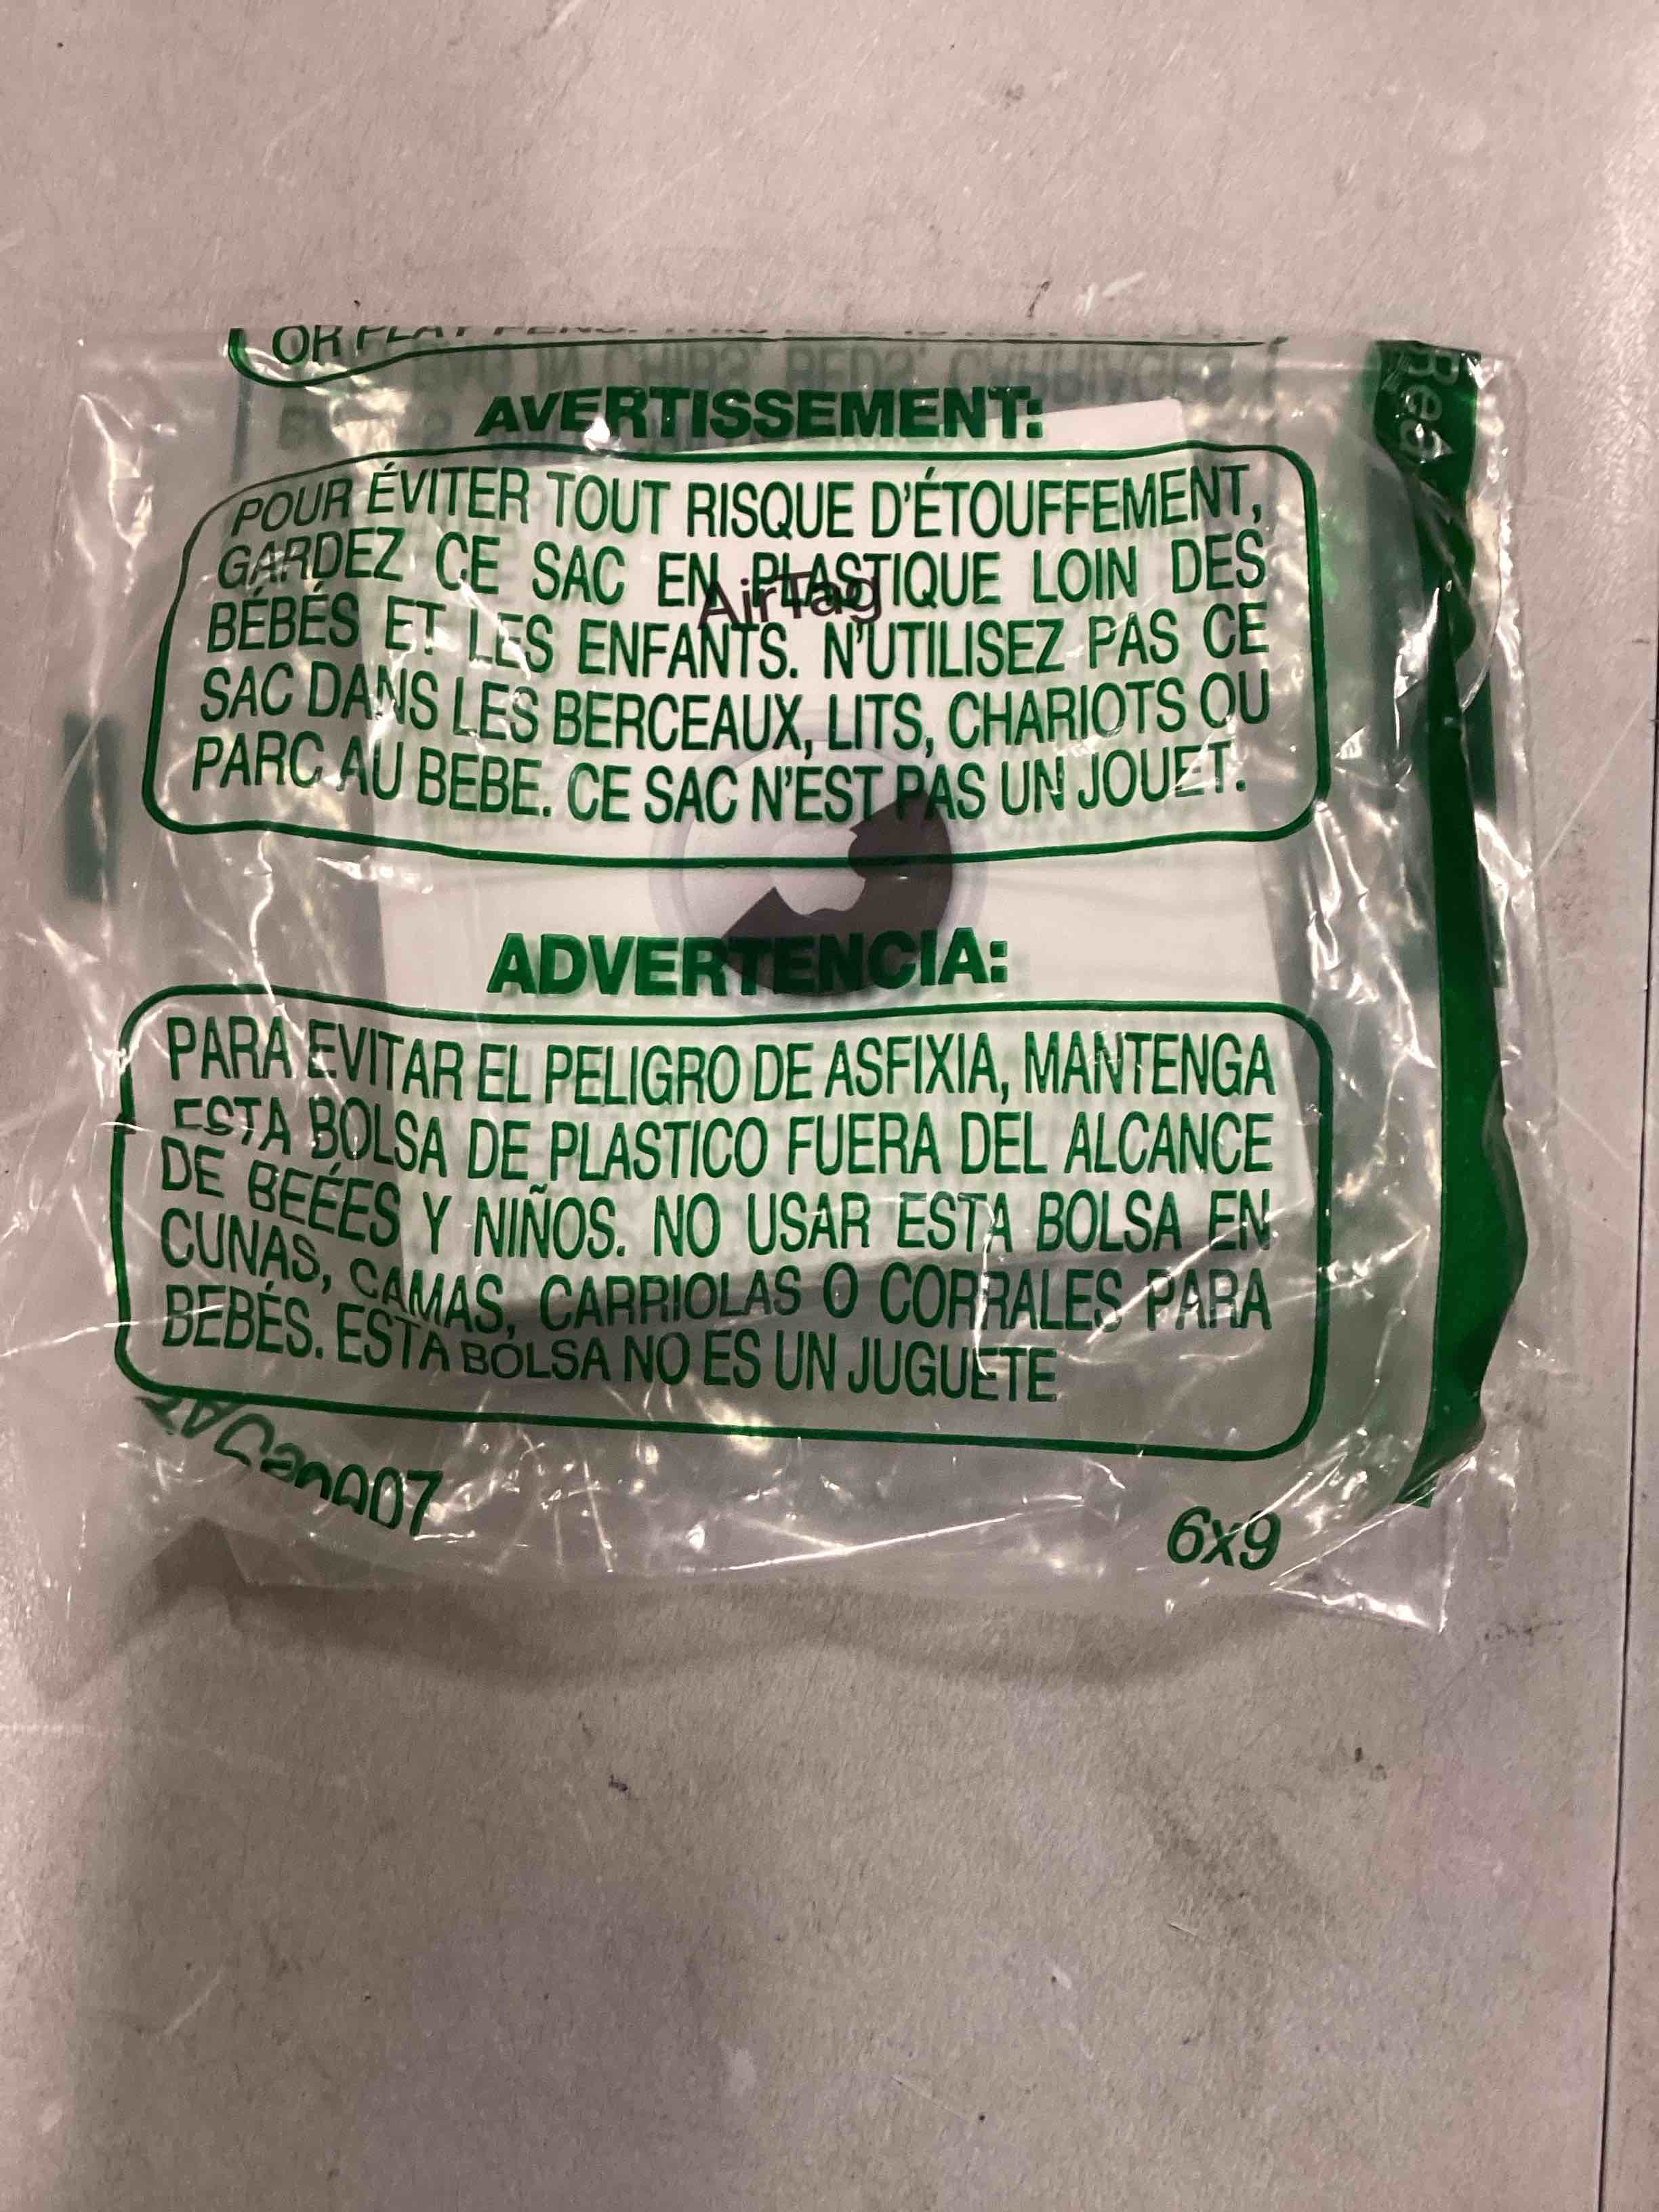 OR PLAY PENS.
AVERTISSEMENT:
POUR ÉVITER TOUT RISQUE D'ÉTOUFFEMENT,
GARDEZ CE SAC EN PLASTIQUE LOIN DES
BÉBÉS ET LES ENFANTS. N'UTILISEZ PAS CE
SAC DANS LES BERCEAUX, LITS, CHARIOTS OU
PARC AU BEBE. CE SAC N'EST PAS UN JOUET.
AirTag
ADVERTENCIA:
PARA EVITAR EL PELIGRO DE ASFIXIA, MANTENGA
ESTA BOLSA DE PLASTICO FUERA DEL ALCANCE
DE BEÉES Y NIÑOS. NO USAR ESTA BOLSA EN
CUNAS, CAMAS, CARRIOLAS O CORRALES PARA
BEBÉS. ESTA BOLSA NO ES UN JUGUETE
6x9